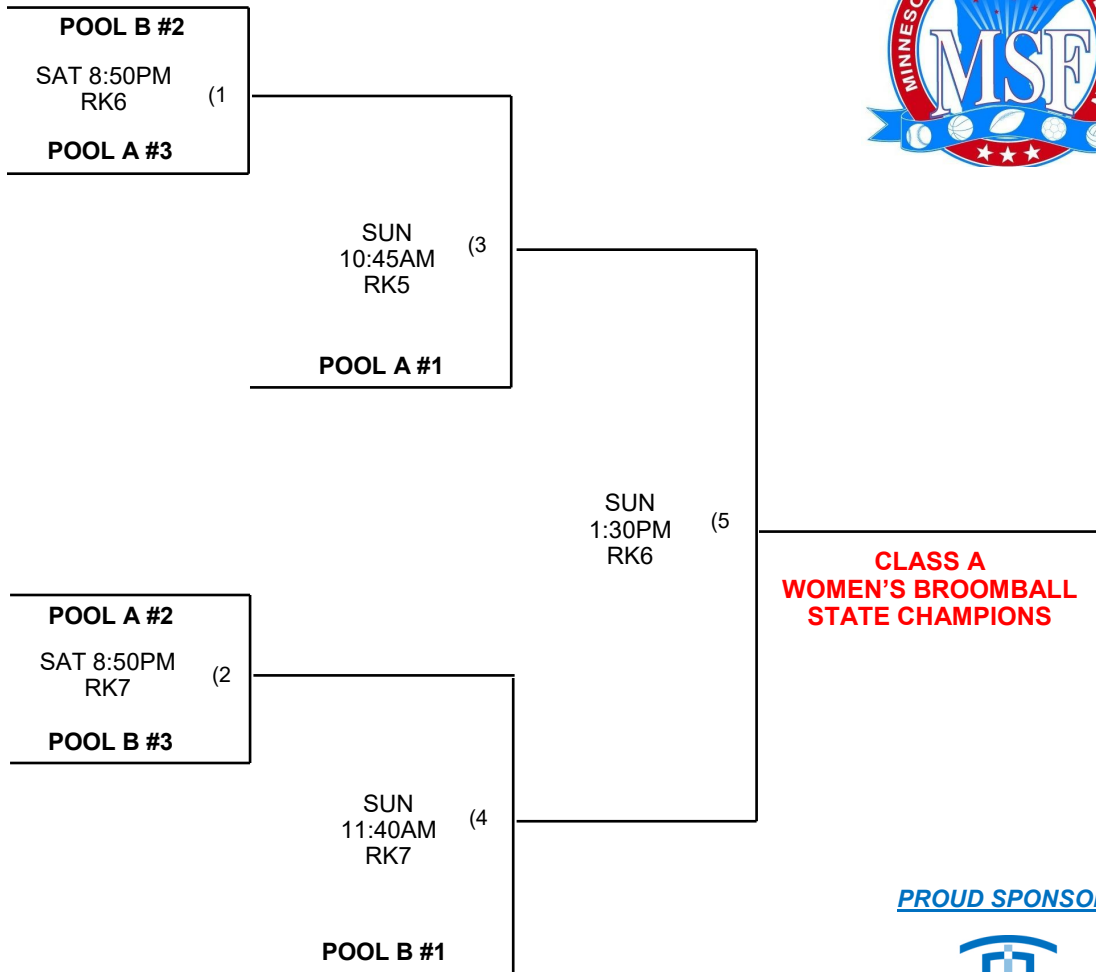 POOL B #2
SAT 8:50PM
RK6
(1
POOL A #3
MSF
SUN
10:45AM
RK5
(3
POOL A #1
SUN
1:30PM
RK6
(5
CLASS A
WOMEN'S BROOMBALL
STATE CHAMPIONS
POOL A #2
SAT 8:50PM
RK7
(2
POOL B #3
SUN
11:40AM
RK7
(4
POOL B #1
PROUD